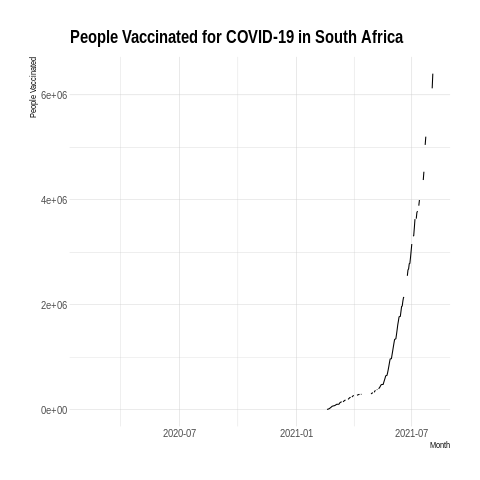 People Vaccinated for COVID-19 in South Africa
People Vaccinated
6e+06
4e+06
2e+06
0e+00
2020-07
2021-01
2021-07
Month